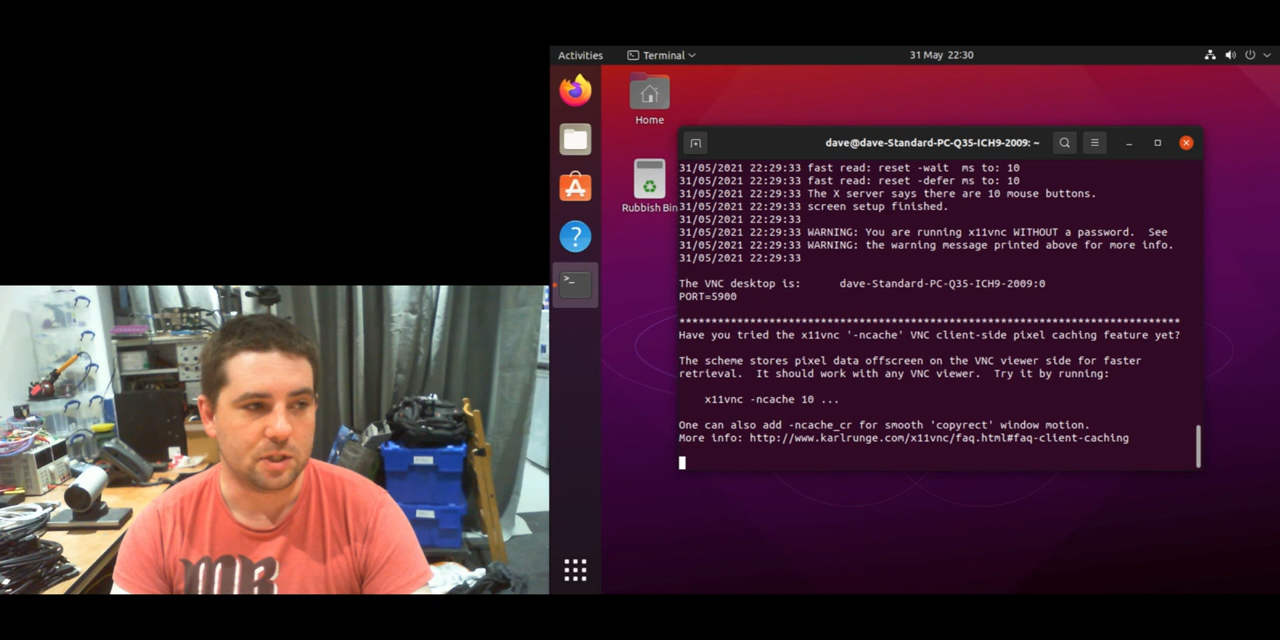 Activities
Terminal
31 May 22:30
Home
Rubbish Bin
dave@dave-Standard-PC-Q35-ICH9-2009: ~
31/05/2021 22:29:33 fast read: reset -wait  ms to: 10
31/05/2021 22:29:33 fast read: reset -defer ms to: 10
31/05/2021 22:29:33 The X server says there are 10 mouse buttons.
31/05/2021 22:29:33 screen setup finished.
31/05/2021 22:29:33
31/05/2021 22:29:33 WARNING: You are running x11vnc WITHOUT a password.  See
31/05/2021 22:29:33 WARNING: the warning message printed above for more info.
31/05/2021 22:29:33
The VNC desktop is:      dave-Standard-PC-Q35-ICH9-2009:0
PORT=5900
******************************************************************************
Have you tried the x11vnc '-ncache' VNC client-side pixel caching feature yet?
The scheme stores pixel data offscreen on the VNC viewer side for faster
retrieval.  It should work with any VNC viewer.  Try it by running:
x11vnc -ncache 10 ...
One can also add -ncache_cr for smooth 'copyrect' window motion.
More info: http://www.karlrunge.com/x11vnc/faq.html#faq-client-caching